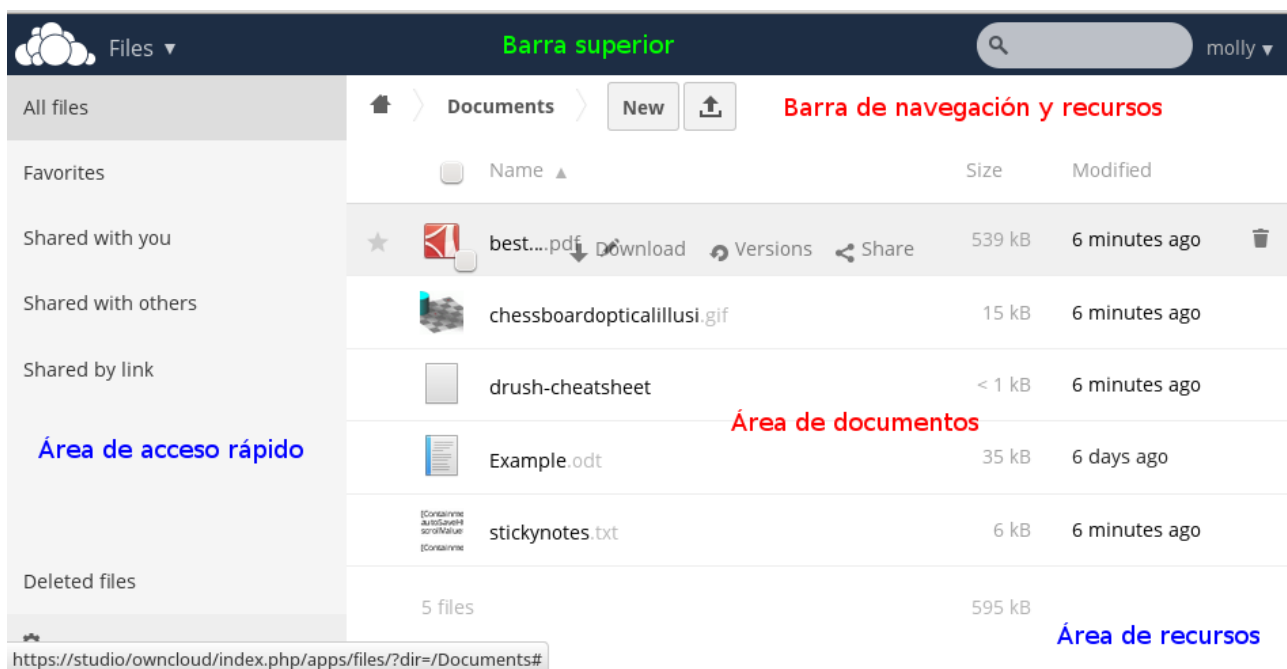 Files ▾ Barra superior molly ▾
All files
Documents New Barra de navegación y recursos
Favorites
Name ▲ Size Modified
Shared with you
best....pdf Download Versions Share 539 kB 6 minutes ago
Shared with others
chessboardopticalillusi.gif 15 kB 6 minutes ago
Shared by link
drush-cheatsheet < 1 kB 6 minutes ago
Área de documentos
Área de acceso rápido
Example.odt 35 kB 6 days ago
[Containme
autoSaveH
scrollValue
[Containme
stickynotes.txt 6 kB 6 minutes ago
Deleted files
5 files 595 kB
Área de recursos
https://studio/owncloud/index.php/apps/files/?dir=/Documents#